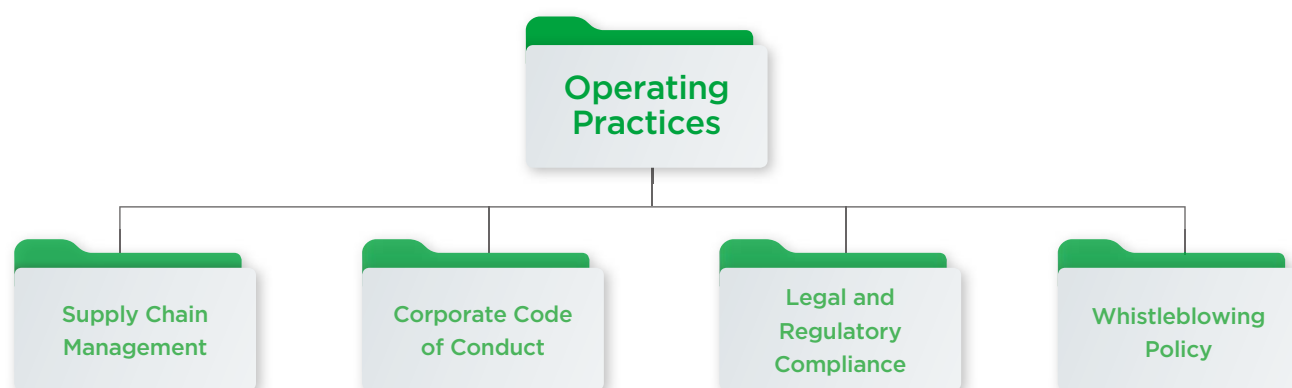 Operating
Practices
Supply Chain
Management
Corporate Code
of Conduct
Legal and
Regulatory
Compliance
Whistleblowing
Policy